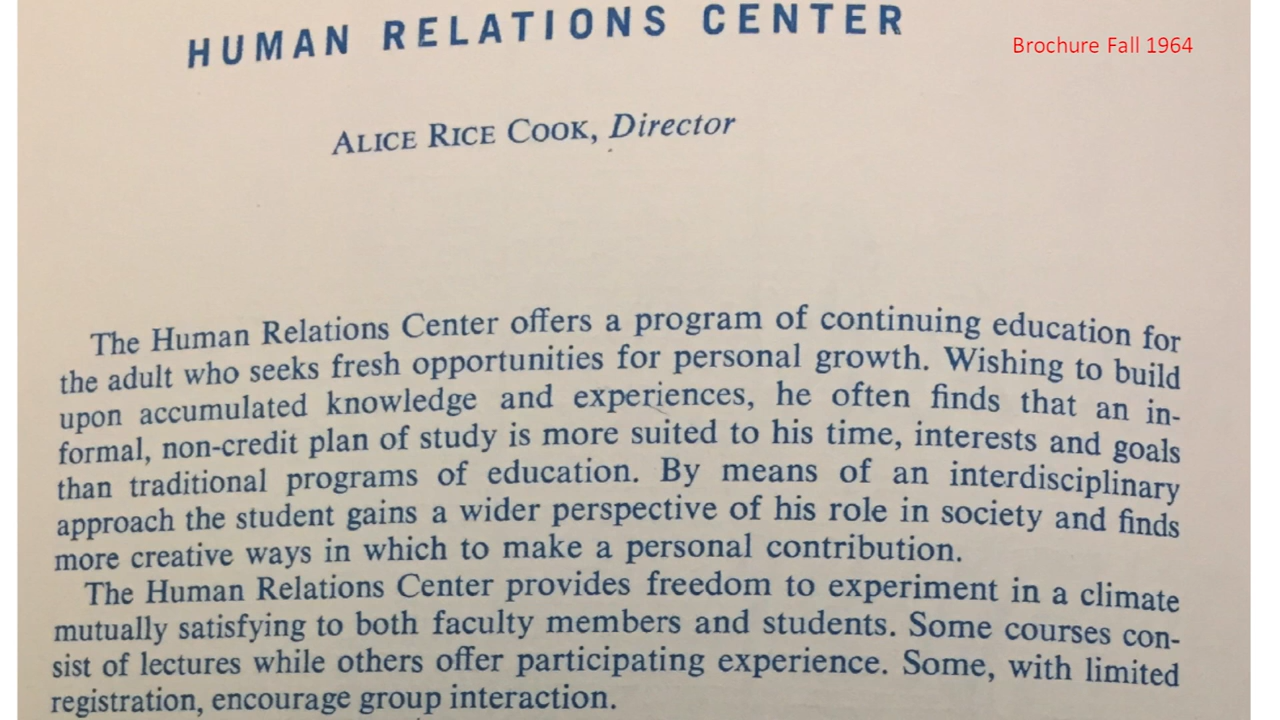 HUMAN RELATIONS CENTER
Brochure Fall 1964
ALICE RICE COOK, Director
The Human Relations Center offers a program of continuing education for
the adult who seeks fresh opportunities for personal growth. Wishing to build
upon accumulated knowledge and experiences, he often finds that an in-
formal, non-credit plan of study is more suited to his time, interests and goals
than traditional programs of education. By means of an interdisciplinary
approach the student gains a wider perspective of his role in society and finds
more creative ways in which to make a personal contribution.
The Human Relations Center provides freedom to experiment in a climate
mutually satisfying to both faculty members and students. Some courses con-
sist of lectures while others offer participating experience. Some, with limited
registration, encourage group interaction.